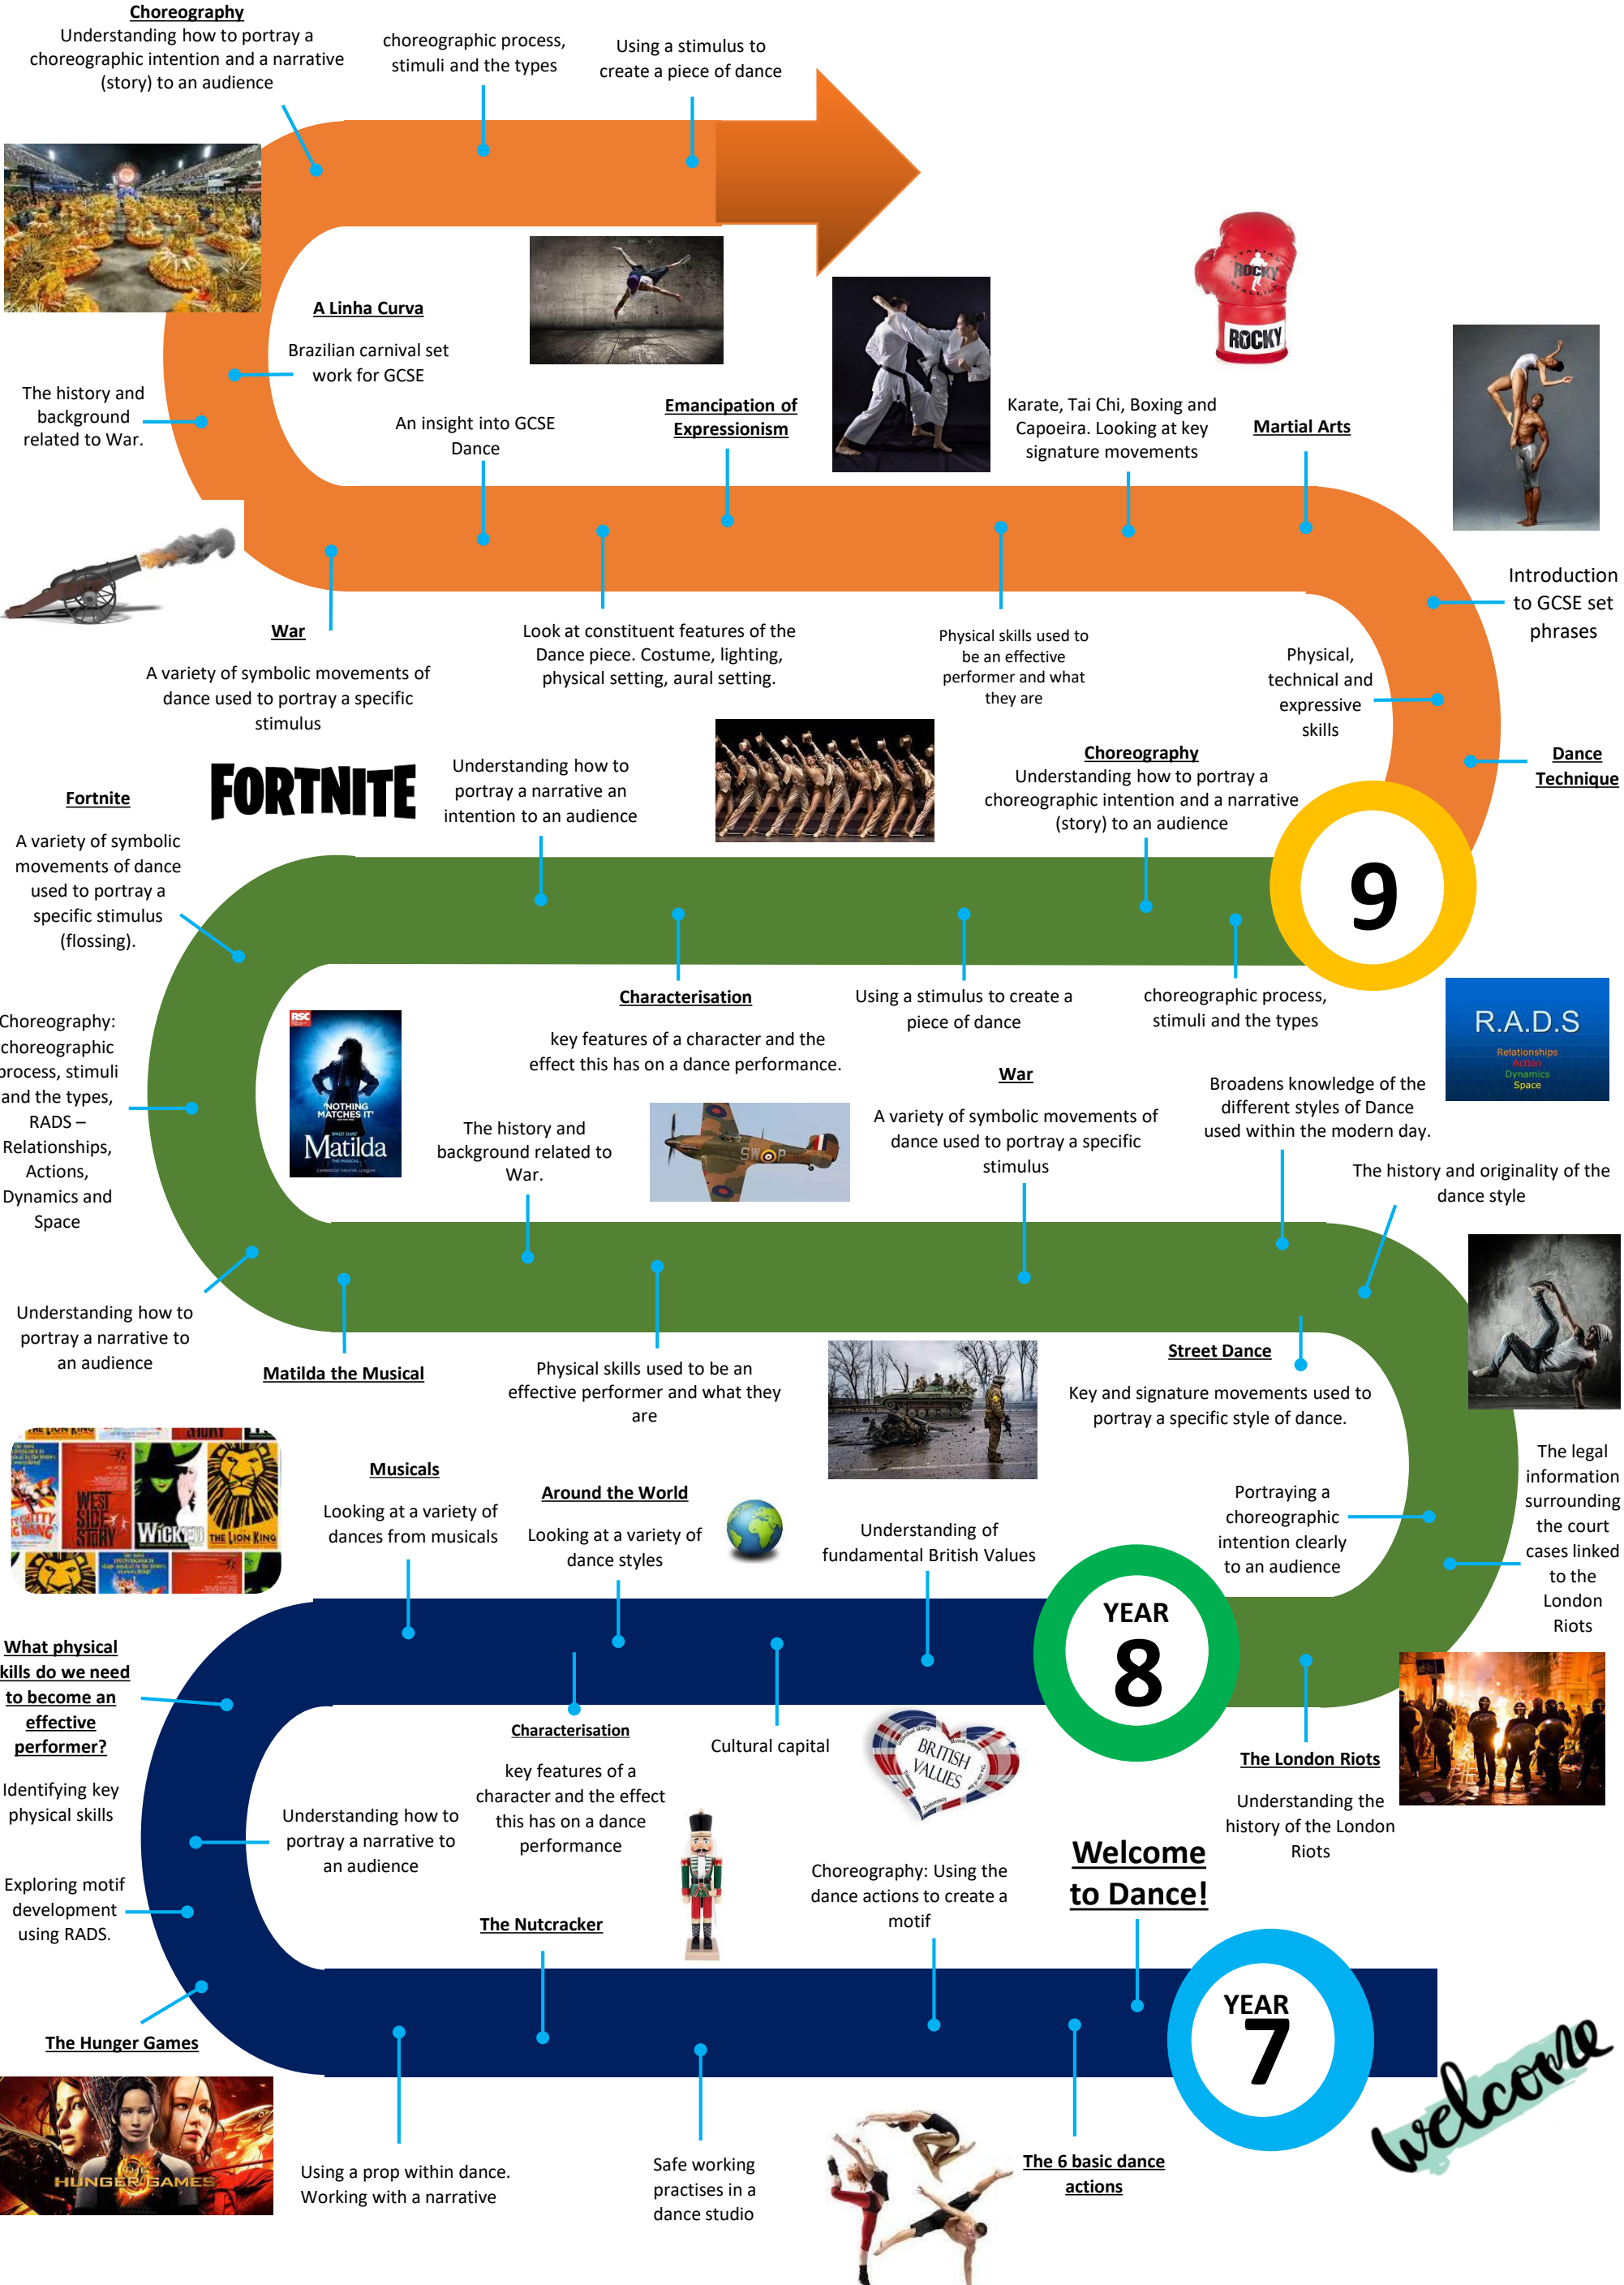 Choreography
Understanding how to portray a
choreographic intention and a narrative
(story) to an audience
choreographic process,
stimuli and the types
Using a stimulus to
create a piece of dance
A Linha Curva
Brazilian carnival set
work for GCSE
The history and
background
related to War.
An insight into GCSE
Dance
Emancipation of
Expressionism
Karate, Tai Chi, Boxing and
Capoeira. Looking at key
signature movements
Martial Arts
ROCKY
ROCKY
Introduction
to GCSE set
phrases
War
A variety of symbolic movements of
dance used to portray a specific
stimulus
Look at constituent features of the
Dance piece. Costume, lighting,
physical setting, aural setting.
Physical skills used to
be an effective
performer and what
they are
Physical,
technical and
expressive
skills
Dance
Technique
Fortnite
A variety of symbolic
movements of dance
used to portray a
specific stimulus
(flossing).
FORTNITE
Understanding how to
portray a narrative an
intention to an audience
Choreography
Understanding how to portray a
choreographic intention and a narrative
(story) to an audience
9
Characterisation
key features of a character and the
effect this has on a dance performance.
Using a stimulus to create a
piece of dance
choreographic process,
stimuli and the types
R.A.D.S
Relationships
Action
Dynamics
Space
Choreography:
choreographic
process, stimuli
and the types,
RADS –
Relationships,
Actions,
Dynamics and
Space
RSC
'NOTHING
MATCHES IT'
Matilda
THE MUSICAL
CAMBRIDGE THEATRE, LONDON
The history and
background related to
War.
SW P
War
A variety of symbolic movements of
dance used to portray a specific
stimulus
Broadens knowledge of the
different styles of Dance
used within the modern day.
The history and originality of the
dance style
Understanding how to
portray a narrative to
an audience
Matilda the Musical
Physical skills used to be an
effective performer and what they
are
Street Dance
Key and signature movements used to
portray a specific style of dance.
Portraying a
choreographic
intention clearly
to an audience
The legal
information
surrounding
the court
cases linked
to the
London
Riots
WEST
SIDE
STORY
WICKED
THE LION KING
Musicals
Looking at a variety of
dances from musicals
Around the World
Looking at a variety of
dance styles
Understanding of
fundamental British Values
YEAR
8
What physical
kills do we need
to become an
effective
performer?
Identifying key
physical skills
Characterisation
key features of a
character and the effect
this has on a dance
performance
Cultural capital
BRITISH
VALUES
Democracy
The London Riots
Understanding the
history of the London
Riots
Understanding how to
portray a narrative to
an audience
Exploring motif
development
using RADS.
The Nutcracker
Choreography: Using the
dance actions to create a
motif
Welcome
to Dance!
YEAR
7
The Hunger Games
HUNGER GAMES
Using a prop within dance.
Working with a narrative
Safe working
practises in a
dance studio
The 6 basic dance
actions
welcome